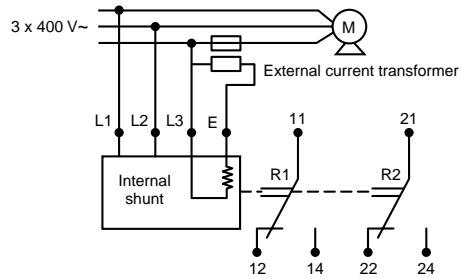 3 x 400 V~
M
External current transformer
L1 L2 L3 E
11 21
Internal
shunt
R1 R2
12 14 22 24